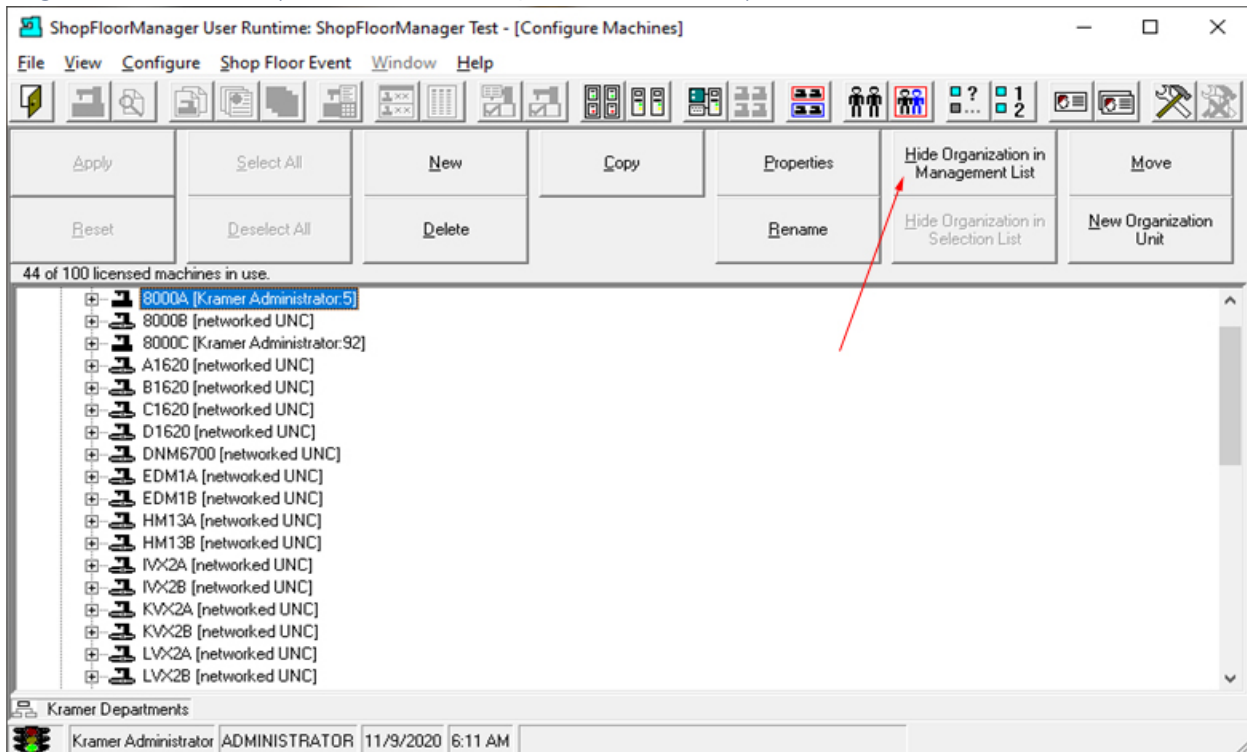 ShopFloorManager User Runtime: ShopFloorManager Test - [Configure Machines]
File View Configure Shop Floor Event Window Help
Apply Select All New Copy Properties Hide Organization in Management List Move
Reset Deselect All Delete Rename Hide Organization in Selection List New Organization Unit
44 of 100 licensed machines in use.
8000A [Kramer Administrator:5]
8000B [networked UNC]
8000C [Kramer Administrator:92]
A1620 [networked UNC]
B1620 [networked UNC]
C1620 [networked UNC]
D1620 [networked UNC]
DNM6700 [networked UNC]
EDM1A [networked UNC]
EDM1B [networked UNC]
HM13A [networked UNC]
HM13B [networked UNC]
IVX2A [networked UNC]
IVX2B [networked UNC]
KVX2A [networked UNC]
KVX2B [networked UNC]
LVX2A [networked UNC]
LVX2B [networked UNC]
Kramer Departments
Kramer Administrator ADMINISTRATOR 11/9/2020 6:11 AM